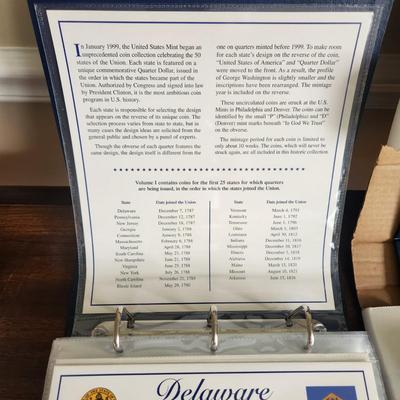 In January 1999, the United States Mint began an
unprecedented coin collection celebrating the 50
states of the Union. Each state is featured on a
unique commemorative Quarter Dollar, issued in
the order in which the states became part of the
Union. Authorized by Congress and signed into law
by President Clinton, it is the most ambitious coin
program in U.S. history.
Each state is responsible for selecting the design
that appears on the reverse of its unique coin. The
selection process varies from state to state, but in
many cases the design ideas are solicited from the
general public and chosen by a panel of experts.
Though the obverse of each quarter features the
same design, the design itself is different from the
one on quarters minted before 1999. To make room
for each state's design on the reverse of the coin,
"United States of America" and "Quarter Dollar"
were moved to the front. As a result, the profile
of George Washington is slightly smaller and the
inscriptions have been rearranged. The mintage
year is included on the reverse.
These uncirculated coins are struck at the U.S.
Mints in Philadelphia and Denver. The coins can be
identified by the small "P" (Philadelphia) and "D"
(Denver) mint marks beneath "In God We Trust"
on the obverse.
The mintage period for each coin is limited to
only about 10 weeks. The coins, which will never be
struck again, are all included in this historic collection.
Volume I contains coins for the first 25 states for which quarters
are being issued, in the order in which the states joined the Union.
State Date joined the Union
Delaware December 7, 1787
Pennsylvania December 12, 1787
New Jersey December 18, 1787
Georgia January 2, 1788
Connecticut January 9, 1788
Massachusetts February 6, 1788
Maryland April 28, 1788
South Carolina May 23, 1788
New Hampshire June 21, 1788
Virginia June 25, 1788
New York July 26, 1788
North Carolina November 21, 1789
Rhode Island May 29, 1790
State Date joined the Union
Vermont March 4, 1791
Kentucky June 1, 1792
Tennessee June 1, 1796
Ohio March 1, 1803
Louisiana April 30, 1812
Indiana December 11, 1816
Mississippi December 10, 1817
Illinois December 3, 1818
Alabama December 14, 1819
Maine March 15, 1820
Missouri August 10, 1821
Arkansas June 15, 1836
Delaware